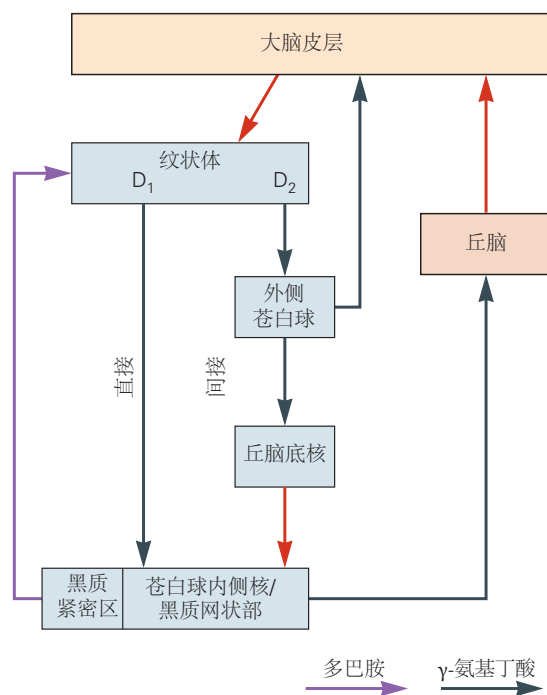 大脑皮层
纹状体
D₁
D₂
丘脑
外侧
苍白球
直接
间接
丘脑底核
黑质
紧密区
苍白球内侧核/
黑质网状部
多巴胺
γ-氨基丁酸